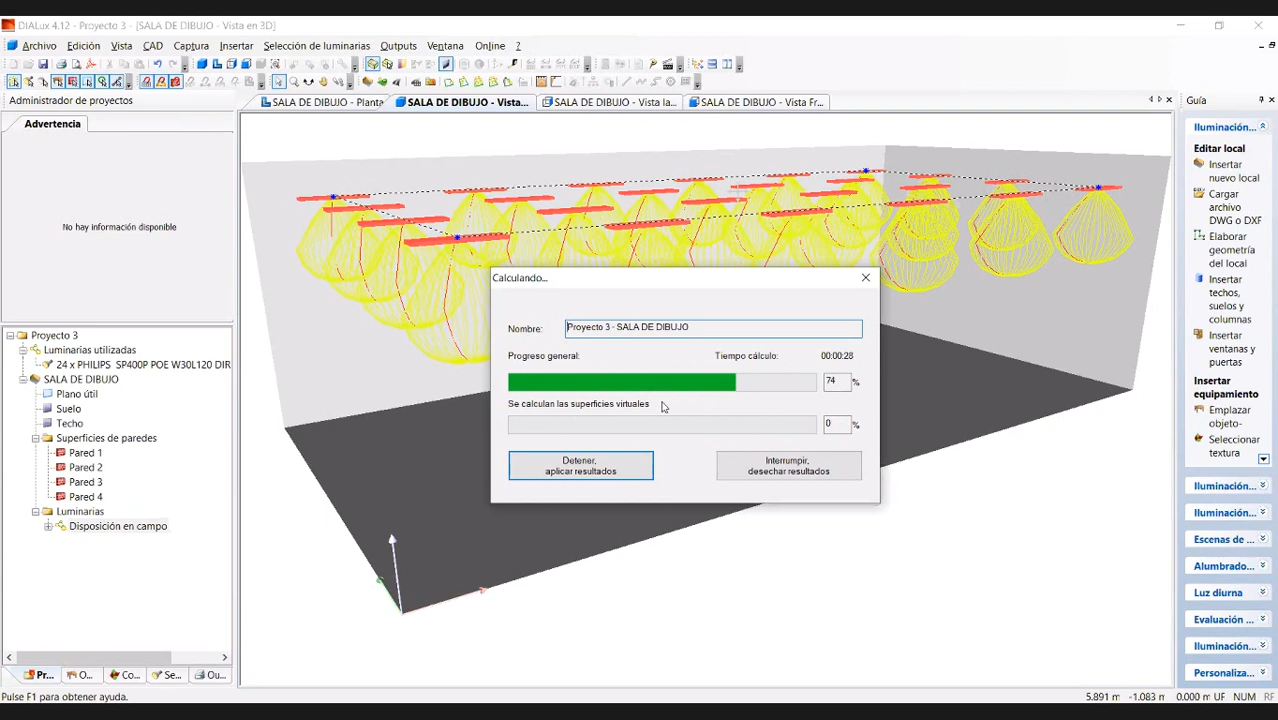 DIALux 4.12 - Proyecto 3 - [SALA DE DIBUJO - Vista en 3D]
Archivo Edición Vista CAD Captura Insertar Selección de luminarias Outputs Ventana Online ?
Administrador de proyectos
Advertencia
No hay información disponible
SALA DE DIBUJO - Plant
SALA DE DIBUJO - Vista...
SALA DE DIBUJO - Vista la...
SALA DE DIBUJO - Vista Fr...
Proyecto 3
Luminarias utilizadas
24 x PHILIPS SP400P POE W30L120 DIR
SALA DE DIBUJO
Plano útil
Suelo
Techo
Superficies de paredes
Pared 1
Pared 2
Pared 3
Pared 4
Luminarias
Disposición en campo
Pr... O... Co... Se... Ou...
Calculando...
Nombre: Proyecto 3 - SALA DE DIBUJO
Progreso general: Tiempo cálculo: 00:00:28
74 %
Se calculan las superficies virtuales
0 %
Detener,
aplicar resultados
Interrumpir,
desechar resultados
Guía
Iluminación...
Editar local
Insertar
nuevo local
Cargar
archivo
DWG o DXF
Elaborar
geometría
del local
Insertar
techos,
suelos y
columnas
Insertar
ventanas y
puertas
Insertar
equipamiento
Emplazar
objeto-
Seleccionar
textura
Iluminación...
Iluminación...
Escenas de ...
Alumbrado...
Luz diurna
Evaluación ...
Iluminación...
Personaliza...
Pulse F1 para obtener ayuda.
5.891 m -1.083 m 0.000 m UF NUM RF